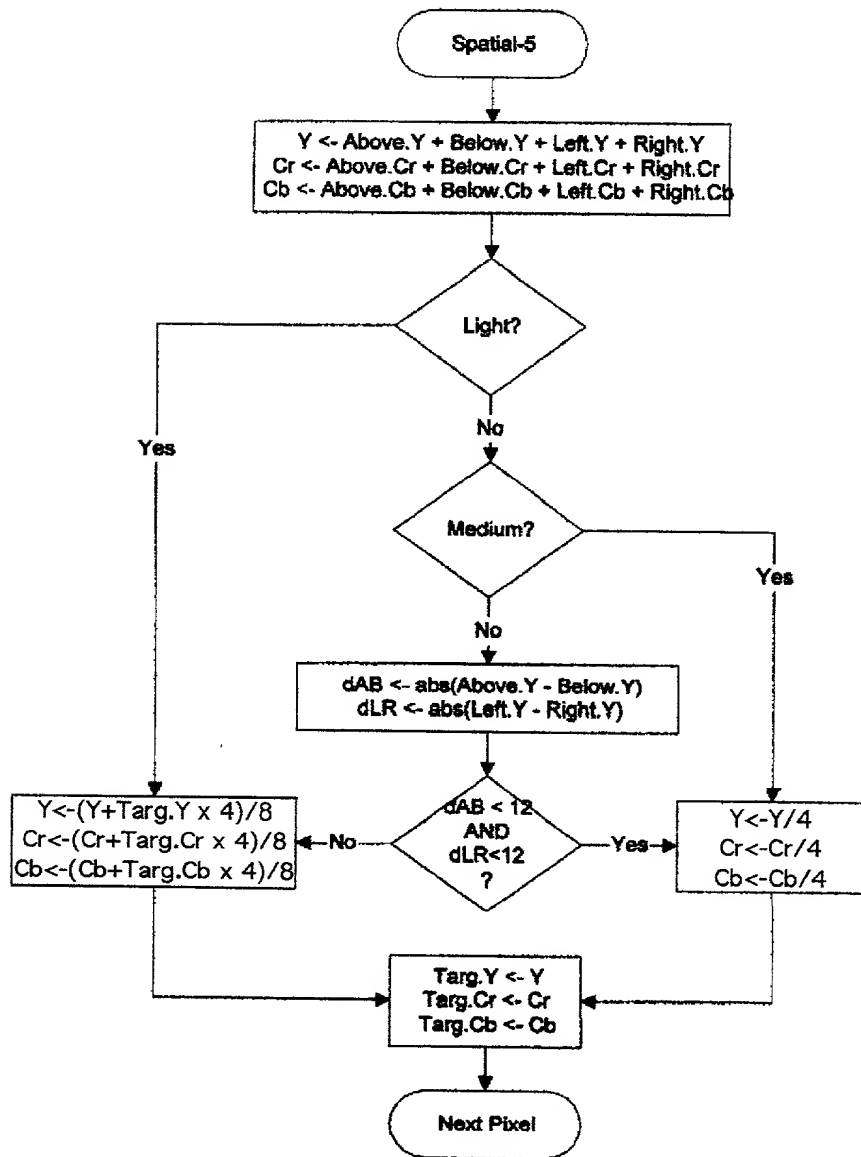 Spatial-5
Y <- Above.Y + Below.Y + Left.Y + Right.Y
Cr <- Above.Cr + Below.Cr + Left.Cr + Right.Cr
Cb <- Above.Cb + Below.Cb + Left.Cb + Right.Cb
Light?
Yes
No
Medium?
Yes
No
dAB <- abs(Above.Y - Below.Y)
dLR <- abs(Left.Y - Right.Y)
dAB < 12
AND
dLR<12
?
No
Yes
Y<-(Y+Targ.Y x 4)/8
Cr<-(Cr+Targ.Cr x 4)/8
Cb<-(Cb+Targ.Cb x 4)/8
Y<-Y/4
Cr<-Cr/4
Cb<-Cb/4
Targ.Y <- Y
Targ.Cr <- Cr
Targ.Cb <- Cb
Next Pixel